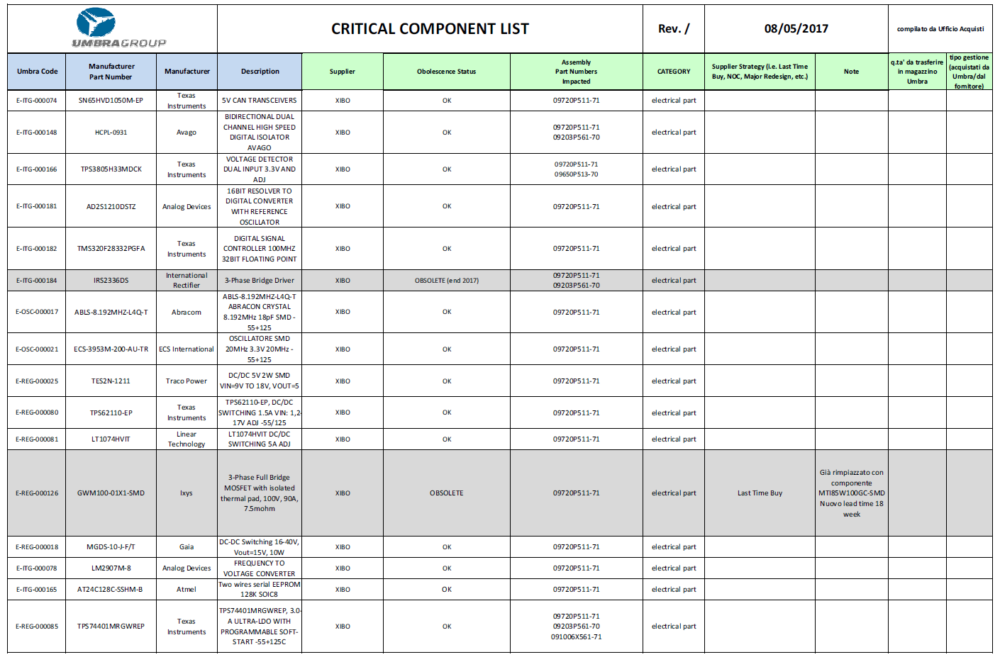 UMBRAGROUP
CRITICAL COMPONENT LIST
Rev. /
08/05/2017
compilato da Ufficio Acquisti
Umbra Code
Manufacturer
Part Number
Manufacturer
Description
Supplier
Obolescence Status
Assembly
Part Numbers
Impacted
CATEGORY
Supplier Strategy (i.e. Last Time
Buy, NOC, Major Redesign, etc.)
Note
q.ta' da trasferire
in magazzino
Umbra
tipo gestione
(acquistati da
Umbra/dal
fornitore)
E-ITG-000074
SN65HVD1050M-EP
Texas
Instruments
5V CAN TRANSCEIVERS
XIBO
OK
09720P511-71
electrical part
E-ITG-000148
HCPL-0931
Avago
BIDIRECTIONAL DUAL
CHANNEL HIGH SPEED
DIGITAL ISOLATOR
AVAGO
XIBO
OK
09720P511-71
09203P561-70
electrical part
E-ITG-000166
TPS3805H33MDCK
Texas
Instruments
VOLTAGE DETECTOR
DUAL INPUT 3.3V AND
ADJ
XIBO
OK
09720P511-71
09650P513-70
electrical part
E-ITG-000181
AD2S1210DSTZ
Analog Devices
16BIT RESOLVER TO
DIGITAL CONVERTER
WITH REFERENCE
OSCILLATOR
XIBO
OK
09720P511-71
electrical part
E-ITG-000182
TMS320F28332PGFA
Texas
Instruments
DIGITAL SIGNAL
CONTROLLER 100MHZ
32BIT FLOATING POINT
XIBO
OK
09720P511-71
electrical part
E-ITG-000184
IRS2336DS
International
Rectifier
3-Phase Bridge Driver
XIBO
OBSOLETE (end 2017)
09720P511-71
09203P561-70
electrical part
E-OSC-000017
ABLS-8.192MHZ-L4Q-T
Abracom
ABLS-8.192MHZ-L4Q-T
ABRACON CRYSTAL
8.192MHz 18pF SMD -
55+125
XIBO
OK
09720P511-71
electrical part
E-OSC-000021
ECS-3953M-200-AU-TR
ECS International
OSCILLATORE SMD
20MHz 3.3V 20MHz -
55+125
XIBO
OK
09720P511-71
electrical part
E-REG-000025
TES2N-1211
Traco Power
DC/DC 5V 2W SMD
VIN=9V TO 18V, VOUT=5
XIBO
OK
09720P511-71
electrical part
E-REG-000080
TPS62110-EP
Texas
Instruments
TPS62110-EP, DC/DC
SWITCHING 1.5A VIN: 1,2-
17V ADJ -55/125
XIBO
OK
09720P511-71
electrical part
E-REG-000081
LT1074HVIT
Linear
Technology
LT1074HVIT DC/DC
SWITCHING 5A ADJ
XIBO
OK
09720P511-71
electrical part
E-REG-000126
GWM100-01X1-SMD
Ixys
3-Phase Full Bridge
MOSFET with isolated
thermal pad, 100V, 90A,
7.5mohm
XIBO
OBSOLETE
09720P511-71
electrical part
Last Time Buy
Già rimpiazzato con
componente
MTI85W100GC-SMD
Nuovo lead time 18
week
E-REG-000018
MGDS-10-J-F/T
Gaia
DC-DC Switching 16-40V,
Vout=15V, 10W
XIBO
OK
09720P511-71
electrical part
E-ITG-000078
LM2907M-8
Analog Devices
FREQUENCY TO
VOLTAGE CONVERTER
XIBO
OK
09720P511-71
electrical part
E-ITG-000165
AT24C128C-SSHM-B
Atmel
Two wires serial EEPROM
128K SOIC8
XIBO
OK
09720P511-71
electrical part
E-REG-000085
TPS74401MRGWREP
Texas
Instruments
TPS74401MRGWREP, 3.0-
A ULTRA-LDO WITH
PROGRAMMABLE SOFT-
START -55+125C
XIBO
OK
09720P511-71
09203P561-70
091006X561-71
electrical part